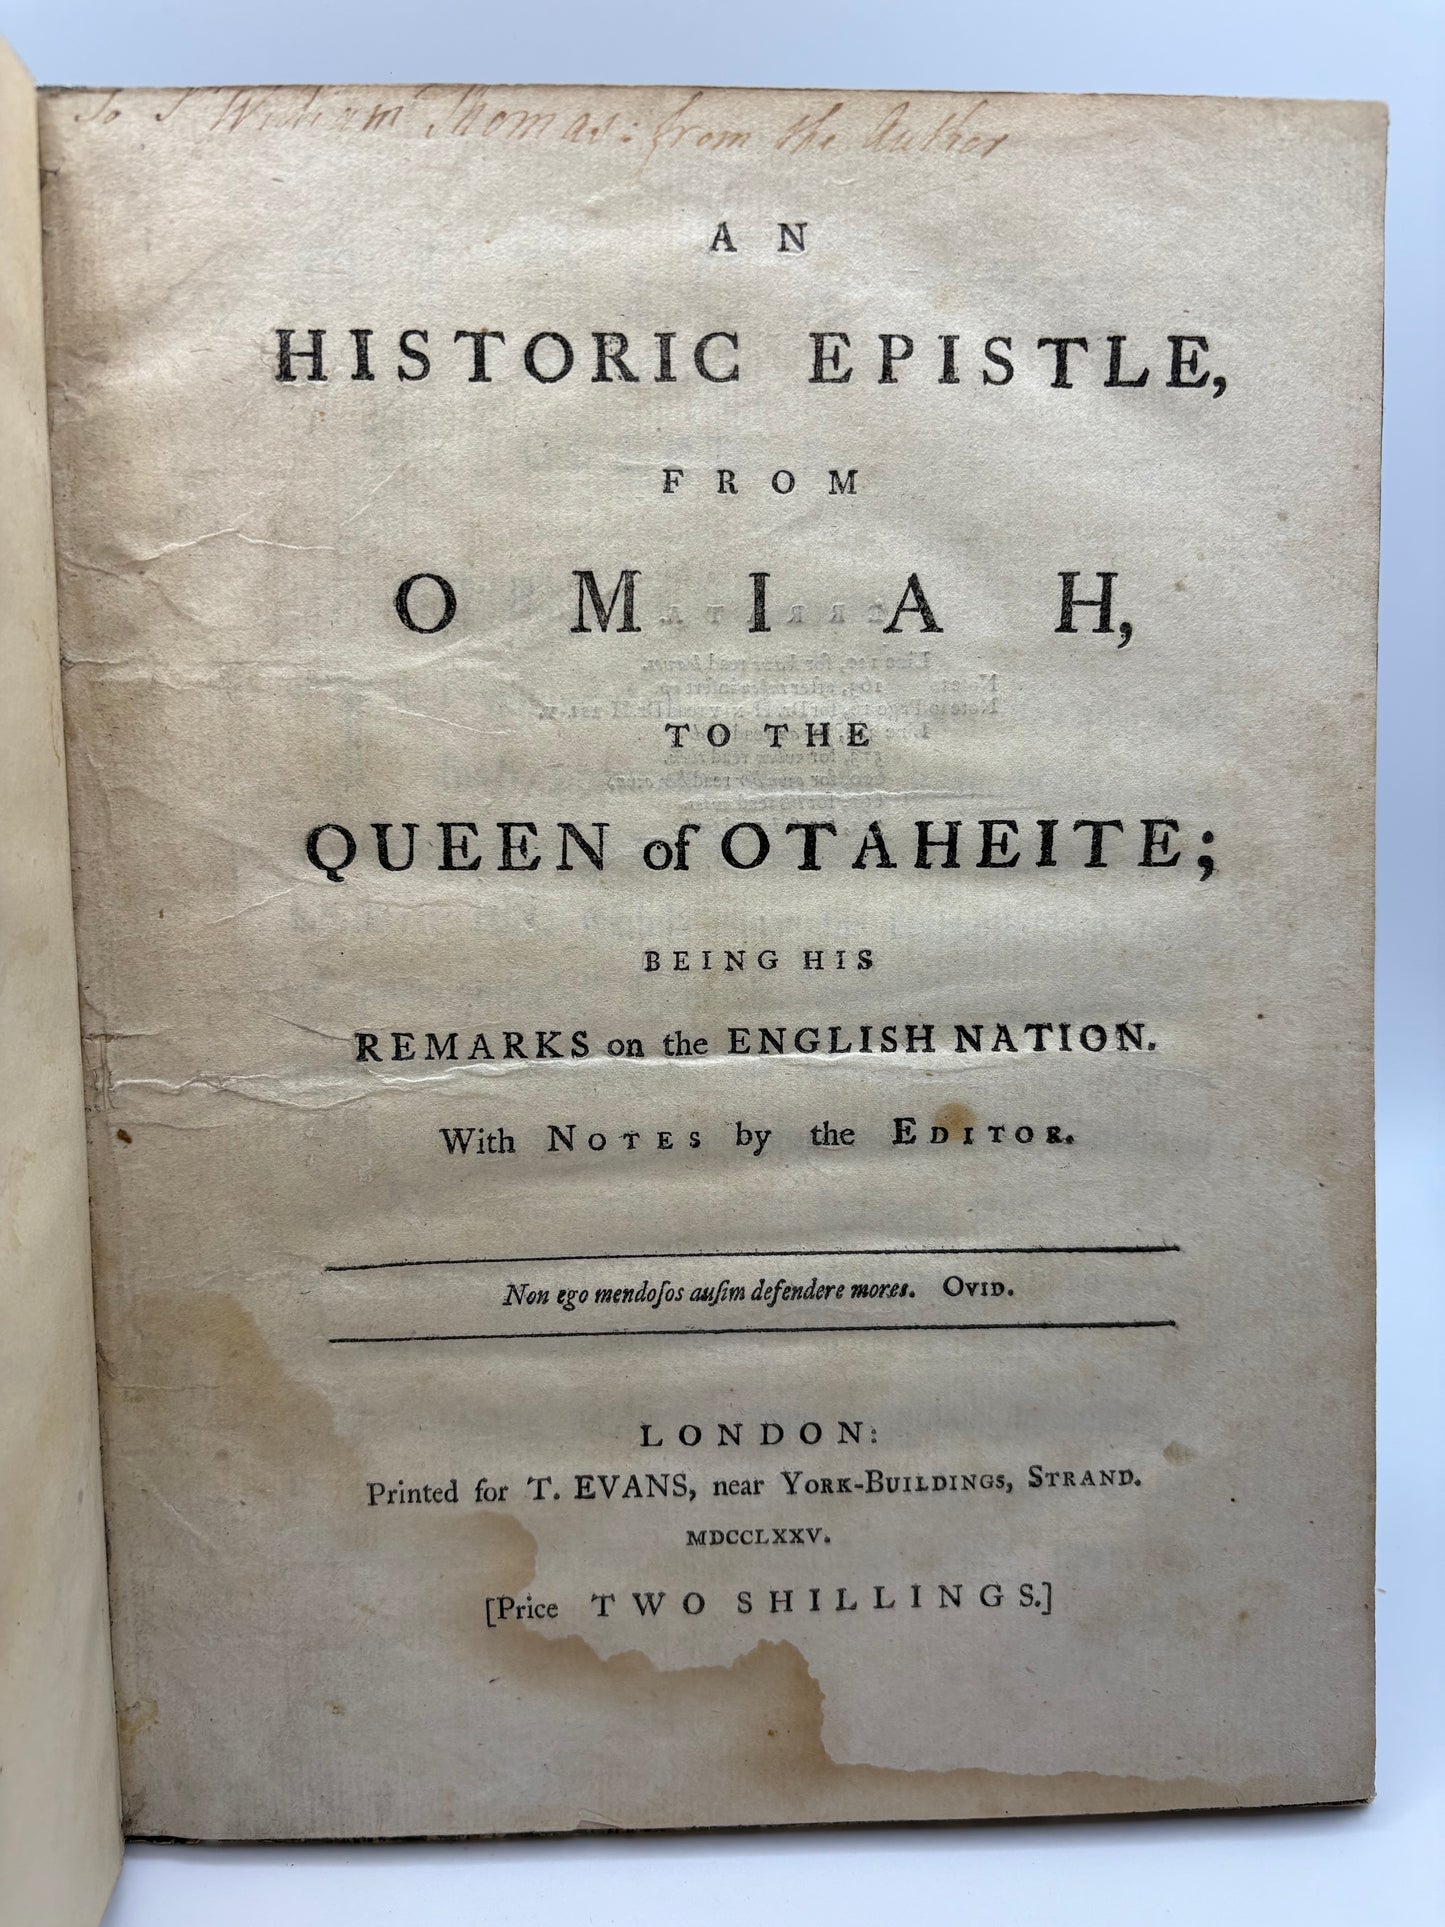 To Sr William Thomas: from the Author
AN
HISTORIC EPISTLE,
FROM
OMIAH,
TO THE
QUEEN of OTAHEITE;
BEING HIS
REMARKS on the ENGLISH NATION.
With NOTES by the EDITOR.
Non ego mendoſos auſim defendere mores. OVID.
LONDON:
Printed for T. EVANS, near YORK-BUILDINGS, STRAND.
MDCCLXXV.
[Price TWO SHILLINGS.]